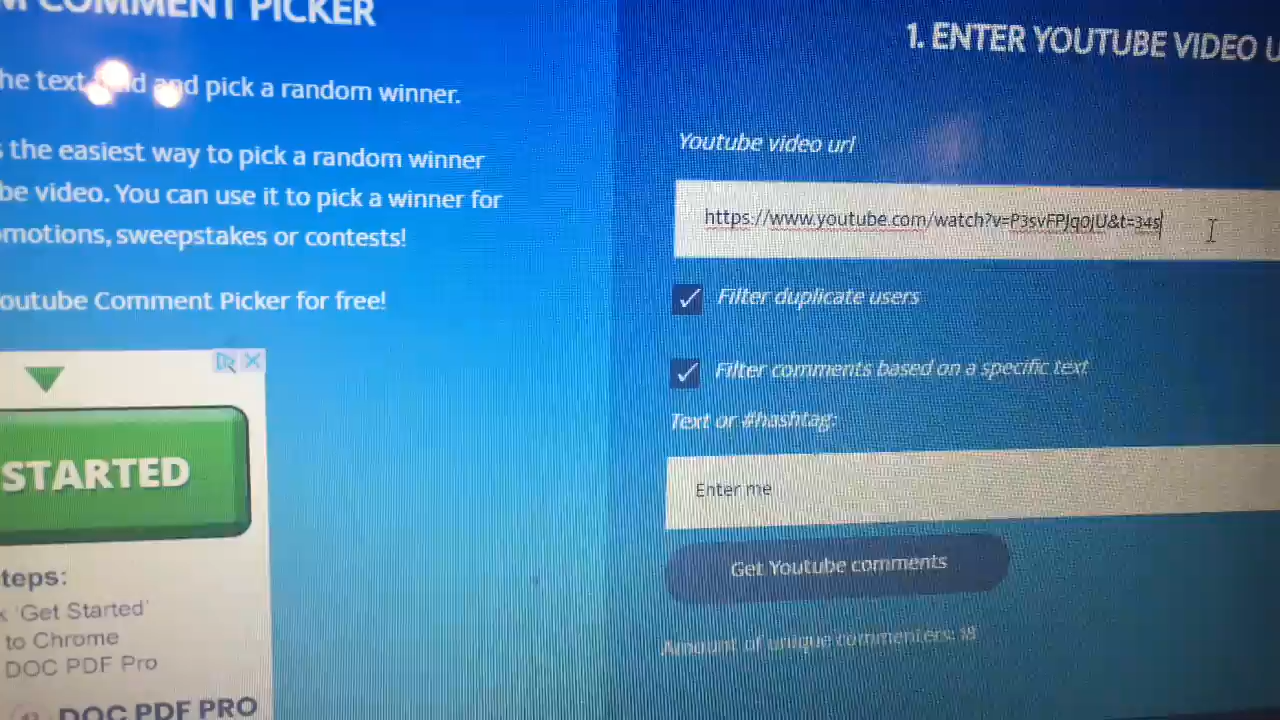 COMMENT PICKER
and pick a random winner.
the easiest way to pick a random winner
be video. You can use it to pick a winner for
omotions, sweepstakes or contests!
outube Comment Picker for free!
STARTED
teps:
'Get Started'
to Chrome
DOC PDF Pro
DOC PDF PRO
1. ENTER YOUTUBE VIDEO U
Youtube video url
https://www.youtube.com/watch?v=P3svFPJq0jU&t=34s
Filter duplicate users
Filter comments based on a specific text
Text or #hashtag:
Enter me
Get Youtube comments
Amount of unique commenters: 18